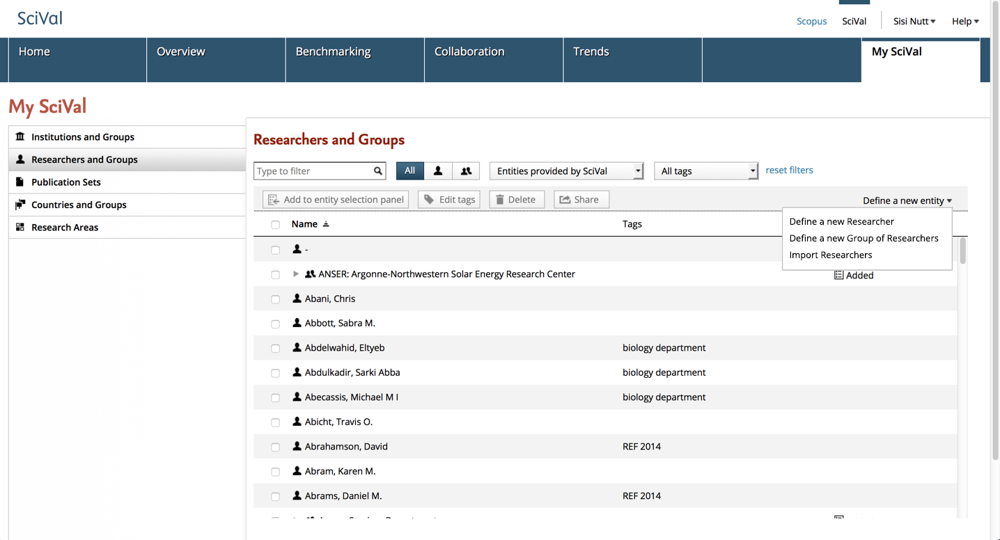 SciVal
Scopus
SciVal
Sisi Nutt
Help
Home
Overview
Benchmarking
Collaboration
Trends
My SciVal
My SciVal
Institutions and Groups
Researchers and Groups
Publication Sets
Countries and Groups
Research Areas
Researchers and Groups
Type to filter
All
Entities provided by SciVal
All tags
reset filters
Add to entity selection panel
Edit tags
Delete
Share
Define a new entity
Define a new Researcher
Define a new Group of Researchers
Import Researchers
Name
Tags
-
ANSER: Argonne-Northwestern Solar Energy Research Center
Added
Abani, Chris
Abbott, Sabra M.
Abdelwahid, Eltyeb
biology department
Abdulkadir, Sarki Abba
biology department
Abecassis, Michael M I
biology department
Abicht, Travis O.
Abrahamson, David
REF 2014
Abram, Karen M.
Abrams, Daniel M.
REF 2014